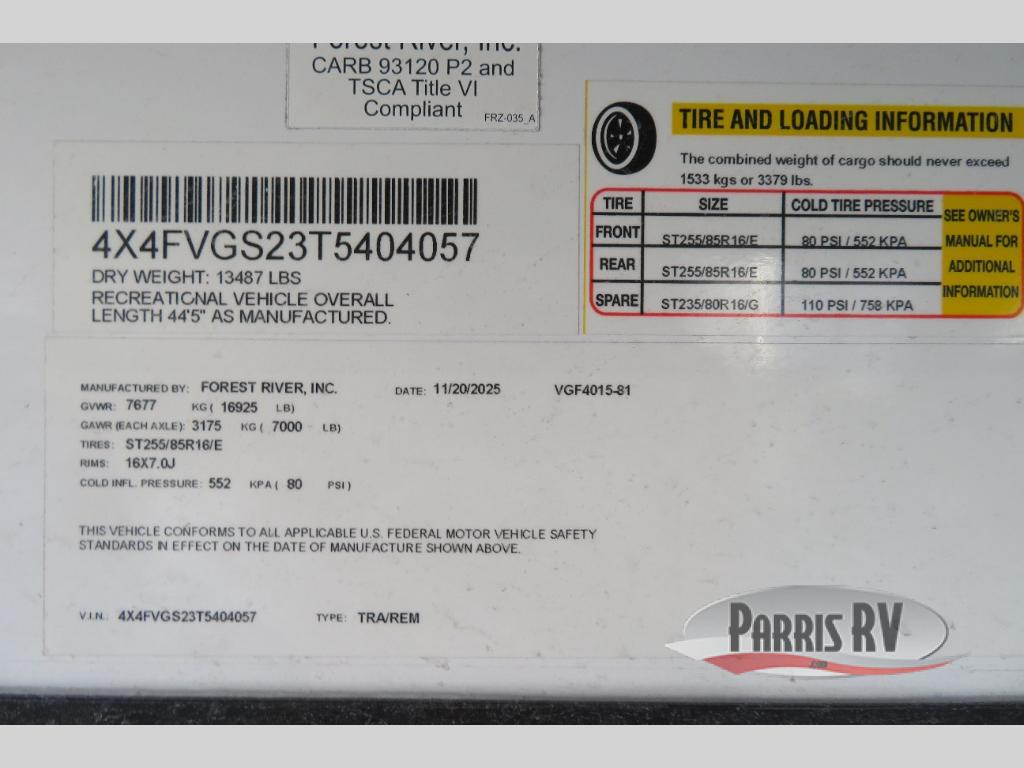 Forest River, Inc.
CARB 93120 P2 and
TSCA Title VI
Compliant
FRZ-035_A
4X4FVGS23T5404057
DRY WEIGHT: 13487 LBS
RECREATIONAL VEHICLE OVERALL
LENGTH 44'5" AS MANUFACTURED.
TIRE AND LOADING INFORMATION
The combined weight of cargo should never exceed
1533 kgs or 3379 lbs.
TIRE SIZE COLD TIRE PRESSURE
FRONT ST255/85R16/E 80 PSI / 552 KPA
REAR ST255/85R16/E 80 PSI / 552 KPA
SPARE ST235/80R16/G 110 PSI / 758 KPA
SEE OWNER'S
MANUAL FOR
ADDITIONAL
INFORMATION
MANUFACTURED BY: FOREST RIVER, INC. DATE: 11/20/2025 VGF4015-81
GVWR: 7677 KG ( 16925 LB)
GAWR (EACH AXLE): 3175 KG ( 7000 LB)
TIRES: ST255/85R16/E
RIMS: 16X7.0J
COLD INFL. PRESSURE: 552 KPA ( 80 PSI )
THIS VEHICLE CONFORMS TO ALL APPLICABLE U.S. FEDERAL MOTOR VEHICLE SAFETY
STANDARDS IN EFFECT ON THE DATE OF MANUFACTURE SHOWN ABOVE.
V.I.N.: 4X4FVGS23T5404057 TYPE: TRA/REM
PARRIS RV
.com